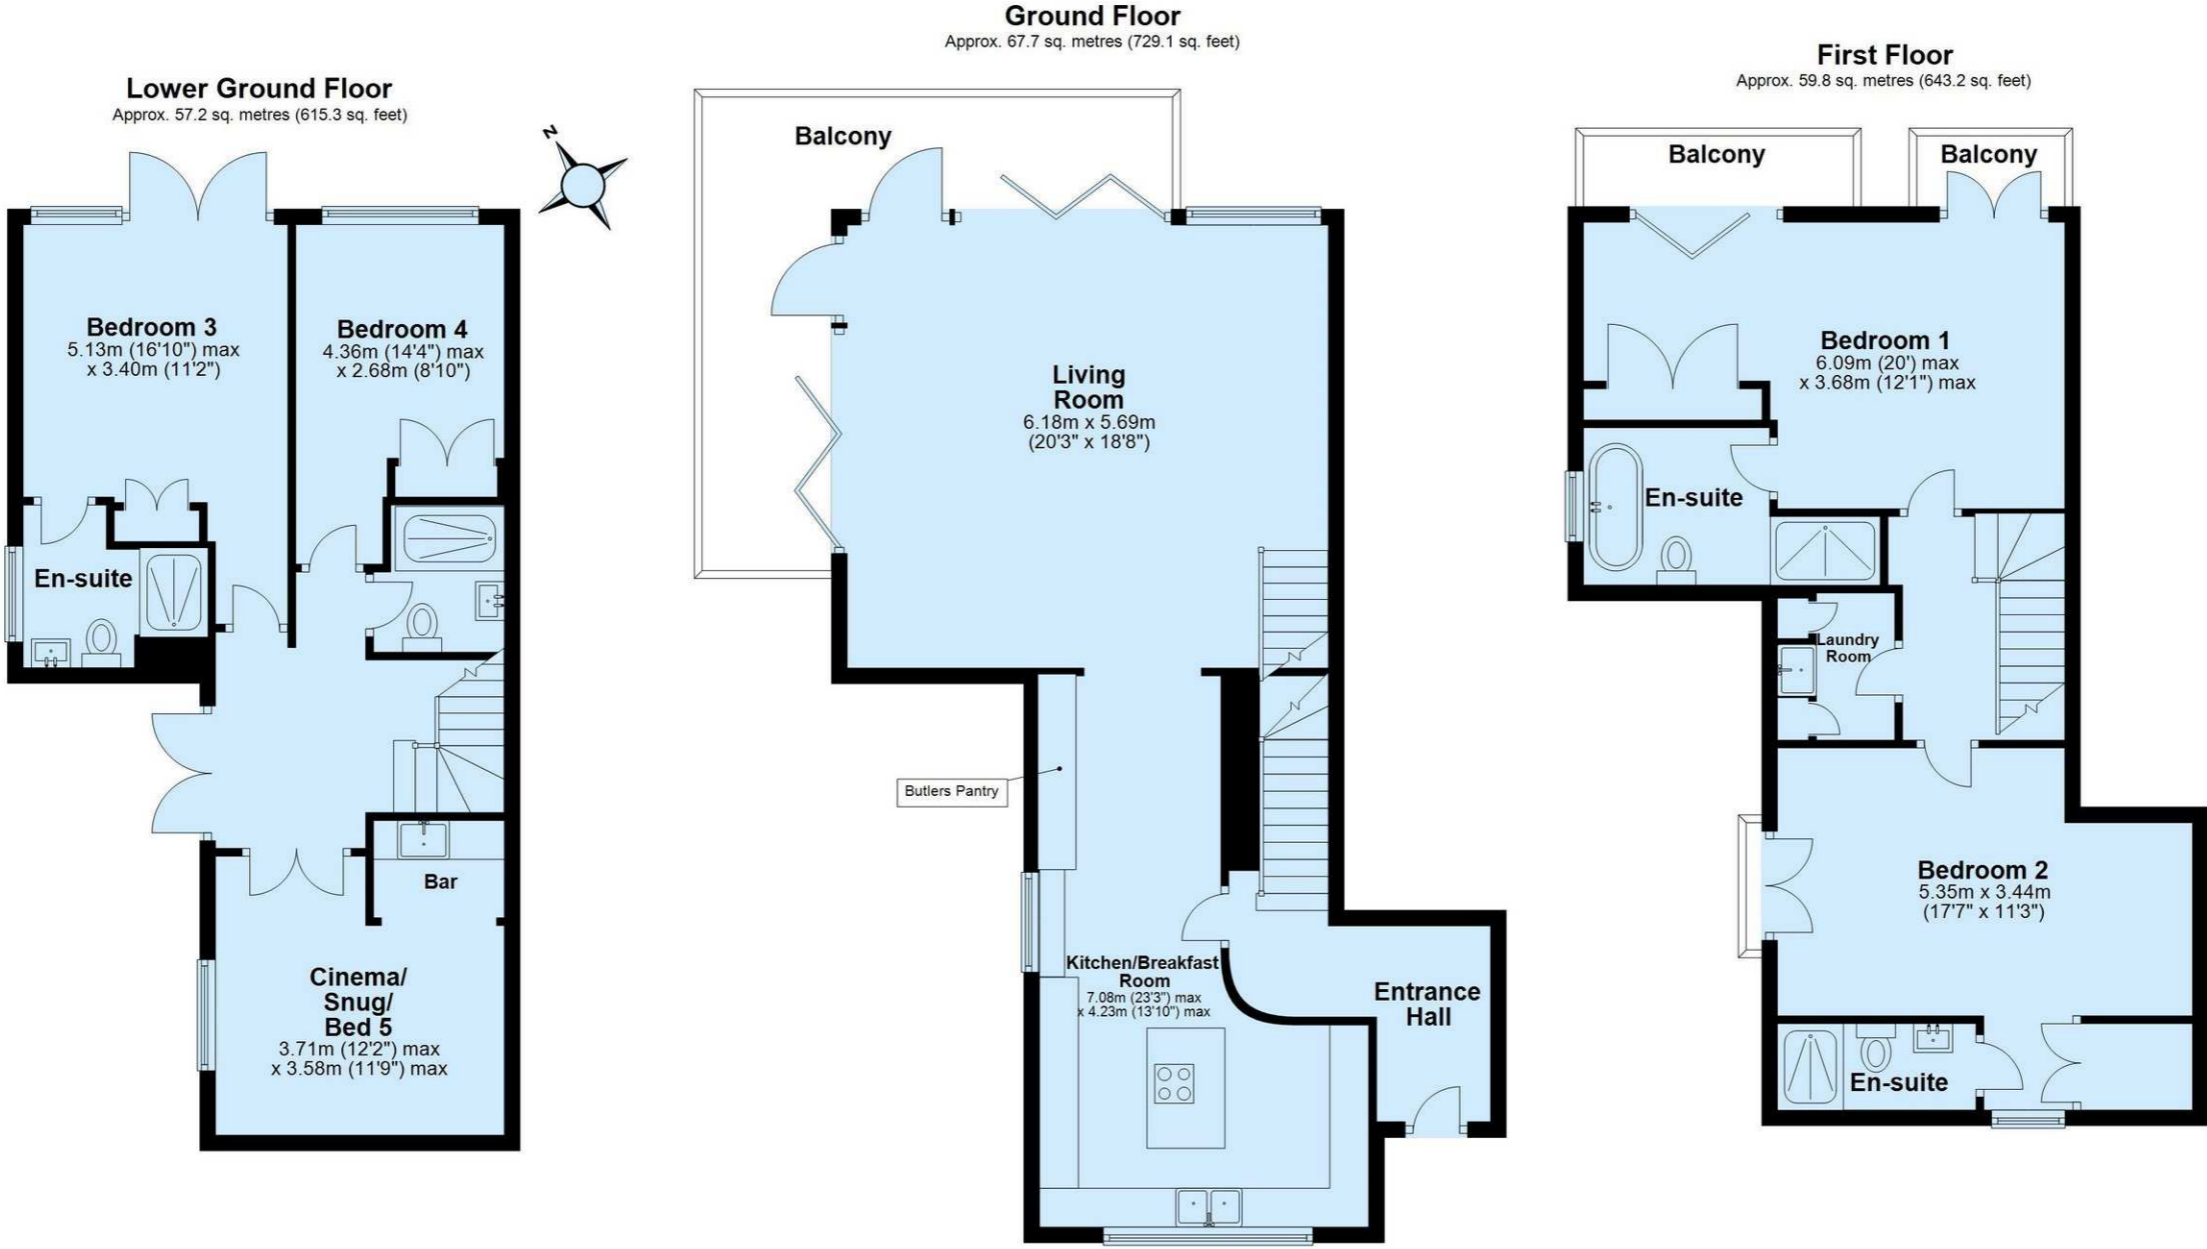 Lower Ground Floor
Approx. 57.2 sq. metres (615.3 sq. feet)
N
Bedroom 3
5.13m (16'10") max
x 3.40m (11'2")
Bedroom 4
4.36m (14'4") max
x 2.68m (8'10")
En-suite
Bar
Cinema/
Snug/
Bed 5
3.71m (12'2") max
x 3.58m (11'9") max
Ground Floor
Approx. 67.7 sq. metres (729.1 sq. feet)
Balcony
Living
Room
6.18m x 5.69m
(20'3" x 18'8")
Butlers Pantry
Kitchen/Breakfast
Room
7.08m (23'3") max
x 4.23m (13'10") max
Entrance
Hall
First Floor
Approx. 59.8 sq. metres (643.2 sq. feet)
Balcony
Balcony
Bedroom 1
6.09m (20') max
x 3.68m (12'1") max
En-suite
Laundry
Room
Bedroom 2
5.35m x 3.44m
(17'7" x 11'3")
En-suite